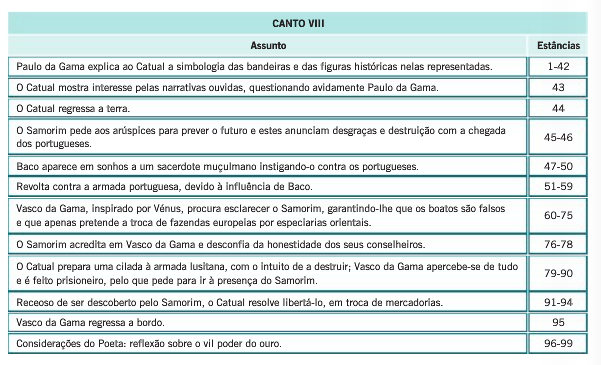 CANTO VIII
Assunto Estâncias
Paulo da Gama explica ao Catual a simbologia das bandeiras e das figuras históricas nelas representadas. 1-42
O Catual mostra interesse pelas narrativas ouvidas, questionando avidamente Paulo da Gama. 43
O Catual regressa a terra. 44
O Samorim pede aos arúspices para prever o futuro e estes anunciam desgraças e destruição com a chegada
dos portugueses. 45-46
Baco aparece em sonhos a um sacerdote muçulmano instigando-o contra os portugueses. 47-50
Revolta contra a armada portuguesa, devido à influência de Baco. 51-59
Vasco da Gama, inspirado por Vénus, procura esclarecer o Samorim, garantindo-lhe que os boatos são falsos
e que apenas pretende a troca de fazendas europelas por especiarias orientais. 60-75
O Samorim acredita em Vasco da Gama e desconfia da honestidade dos seus conselheiros. 76-78
O Catual prepara uma cilada à armada lusitana, com o intuito de a destruir; Vasco da Gama apercebe-se de tudo
e é feito prisioneiro, pelo que pede para ir à presença do Samorim. 79-90
Receoso de ser descoberto pelo Samorim, o Catual resolve libertá-lo, em troca de mercadorias. 91-94
Vasco da Gama regressa a bordo. 95
Considerações do Poeta: reflexão sobre o vil poder do ouro. 96-99